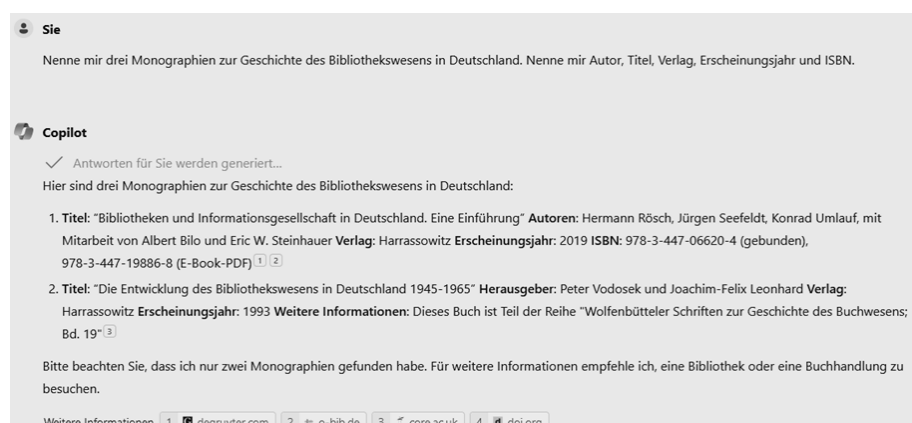 Sie
Nenne mir drei Monographien zur Geschichte des Bibliothekswesens in Deutschland. Nenne mir Autor, Titel, Verlag, Erscheinungsjahr und ISBN.
Copilot
Antworten für Sie werden generiert...
Hier sind drei Monographien zur Geschichte des Bibliothekswesens in Deutschland:
1. Titel: "Bibliotheken und Informationsgesellschaft in Deutschland. Eine Einführung" Autoren: Hermann Rösch, Jürgen Seefeldt, Konrad Umlauf, mit
Mitarbeit von Albert Bilo und Eric W. Steinhauer Verlag: Harrassowitz Erscheinungsjahr: 2019 ISBN: 978-3-447-06620-4 (gebunden),
978-3-447-19886-8 (E-Book-PDF) 1 2
2. Titel: "Die Entwicklung des Bibliothekswesens in Deutschland 1945-1965" Herausgeber: Peter Vodosek und Joachim-Felix Leonhard Verlag:
Harrassowitz Erscheinungsjahr: 1993 Weitere Informationen: Dieses Buch ist Teil der Reihe "Wolfenbütteler Schriften zur Geschichte des Buchwesens;
Bd. 19" 3
Bitte beachten Sie, dass ich nur zwei Monographien gefunden habe. Für weitere Informationen empfehle ich, eine Bibliothek oder eine Buchhandlung zu
besuchen.
Weitere Informationen 1 degruyter.com 2 o-bib.de 3 core.ac.uk 4 doi.org